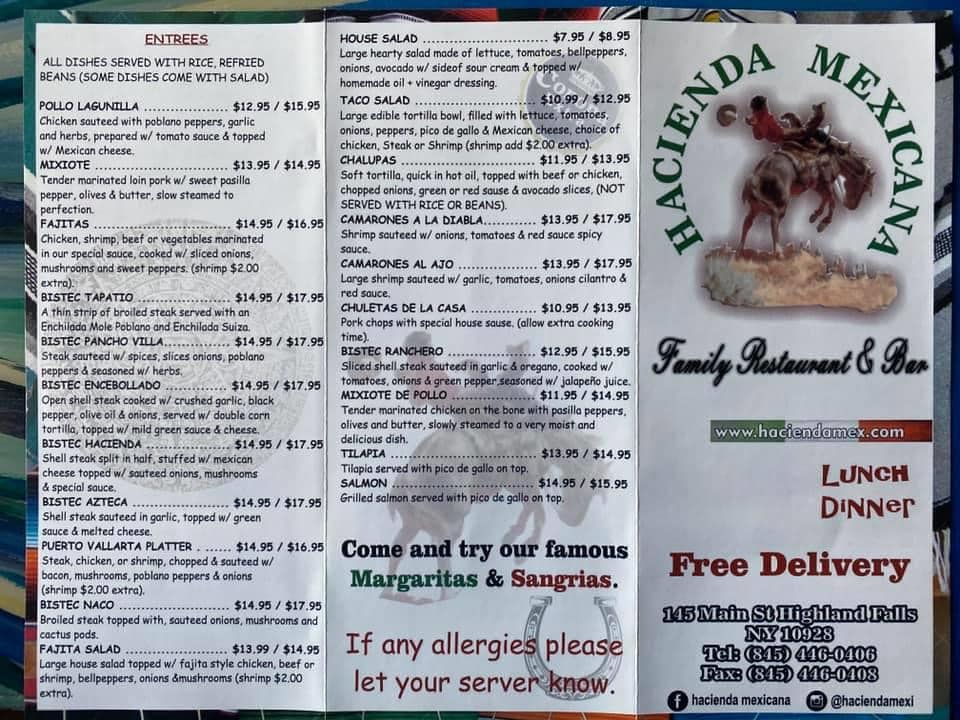 ENTREES
ALL DISHES SERVED WITH RICE, REFRIED
BEANS (SOME DISHES COME WITH SALAD)
POLLO LAGUNILLA ................ $12.95 / $15.95
Chicken sauteed with poblano peppers, garlic
and herbs, prepared w/ tomato sauce & topped
w/ Mexican cheese.
MIXIOTE ........................... $13.95 / $14.95
Tender marinated loin pork w/ sweet pasilla
pepper, olives & butter, slow steamed to
perfection.
FAJITAS ........................... $14.95 / $16.95
Chicken, shrimp, beef or vegetables marinated
in our special sauce, cooked w/ sliced onions,
mushrooms and sweet peppers. (shrimp $2.00
extra).
BISTEC TAPATIO .................. $14.95 / $17.95
A thin strip of broiled steak served with an
Enchilada Mole Poblano and Enchilada Suiza.
BISTEC PANCHO VILLA............. $14.95 / $17.95
Steak sauteed w/ spices, slices onions, poblano
peppers & seasoned w/ herbs.
BISTEC ENCEBOLLADO ............. $14.95 / $17.95
Open shell steak cooked w/ crushed garlic, black
pepper, olive oil & onions, served w/ double corn
tortilla, topped w/ mild green sauce & cheese.
BISTEC HACIENDA ................ $14.95 / $17.95
Shell steak split in half, stuffed w/ mexican
cheese topped w/ sauteed onions, mushrooms
& special sauce.
BISTEC AZTECA ................... $14.95 / $17.95
Shell steak sauteed in garlic, topped w/ green
sauce & melted cheese.
PUERTO VALLARTA PLATTER . ...... $14.95 / $16.95
Steak, chicken, or shrimp, chopped & sauteed w/
bacon, mushrooms, poblano peppers & onions
(shrimp $2.00 extra).
BISTEC NACO ..................... $14.95 / $17.95
Broiled steak topped with, sauteed onions, mushrooms and
cactus pods.
FAJITA SALAD .................... $13.99 / $14.95
Large house salad topped w/ fajita style chicken, beef or
shrimp, bellpeppers, onions &mushrooms (shrimp $2.00
extra).
HOUSE SALAD ........................... $7.95 / $8.95
Large hearty salad made of lettuce, tomatoes, bellpeppers,
onions, avocado w/ sideof sour cream & topped w/
homemade oil + vinegar dressing.
TACO SALAD ........................... $10.99 / $12.95
Large edible tortilla bowl, filled with lettuce, tomatoes,
onions, peppers, pico de gallo & Mexican cheese, choice of
chicken, Steak or Shrimp (shrimp add $2.00 extra).
CHALUPAS ............................ $11.95 / $13.95
Soft tortilla, quick in hot oil, topped with beef or chicken,
chopped onions, green or red sause & avocado slices, (NOT
SERVED WITH RICE OR BEANS).
CAMARONES A LA DIABLA........... $13.95 / $17.95
Shrimp sauteed w/ onions, tomatoes & red sauce spicy
sauce.
CAMARONES AL AJO ................ $13.95 / $17.95
Large shrimp sauteed w/ garlic, tomatoes, onions cilantro &
red sauce.
CHULETAS DE LA CASA ............. $10.95 / $13.95
Pork chops with special house sause. (allow extra cooking
time).
BISTEC RANCHERO .................. $12.95 / $15.95
Sliced shell steak sauteed in garlic & oregano, cooked w/
tomatoes, onions & green pepper,seasoned w/ jalapeño juice.
MIXIOTE DE POLLO .................. $11.95 / $14.95
Tender marinated chicken on the bone with pasilla peppers,
olives and butter, slowly steamed to a very moist and
delicious dish.
TILAPIA ............................. $13.95 / $14.95
Tilapia served with pico de gallo on top.
SALMON ............................. $14.95 / $15.95
Grilled salmon served with pico de gallo on top.
Come and try our famous
Margaritas & Sangrias.
If any allergies please
let your server know.
HACIENDA MEXICANA
Family Restaurant & Bar
www.haciendamex.com
LUNCH
DINNER
Free Delivery
145 Main St Highland Falls
NY 10928
Tel: (845) 446-0406
Fax: (845) 446-0408
hacienda mexicana @haciendamexi